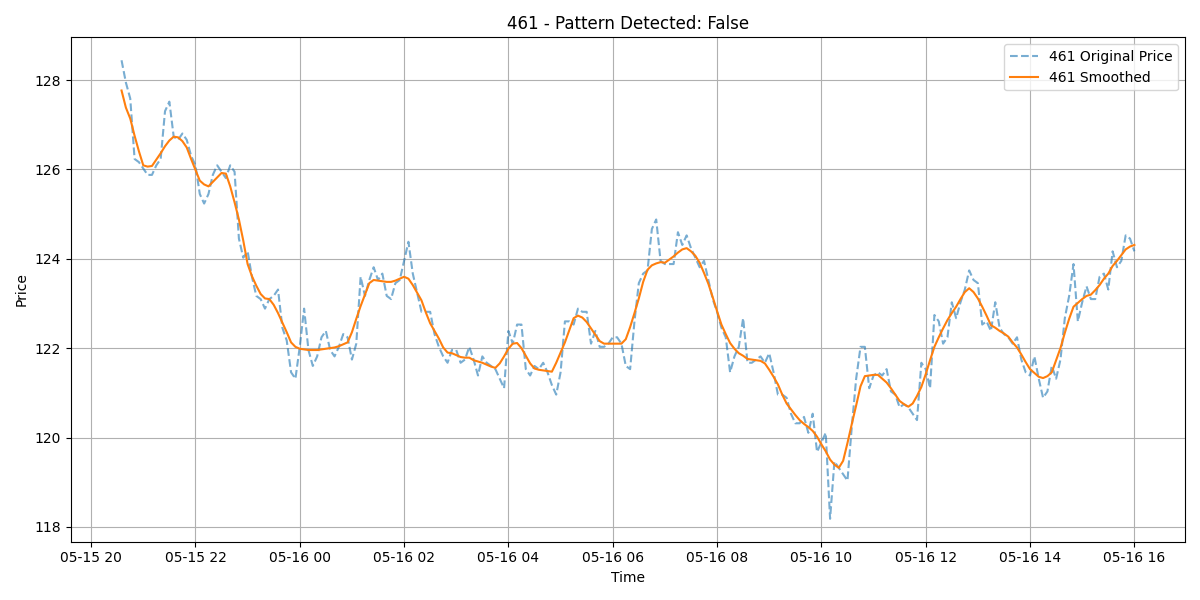 461 - Pattern Detected: False
461 Original Price
461 Smoothed
Price
128
126
124
122
120
118
05-15 20 05-15 22 05-16 00 05-16 02 05-16 04 05-16 06 05-16 08 05-16 10 05-16 12 05-16 14 05-16 16
Time